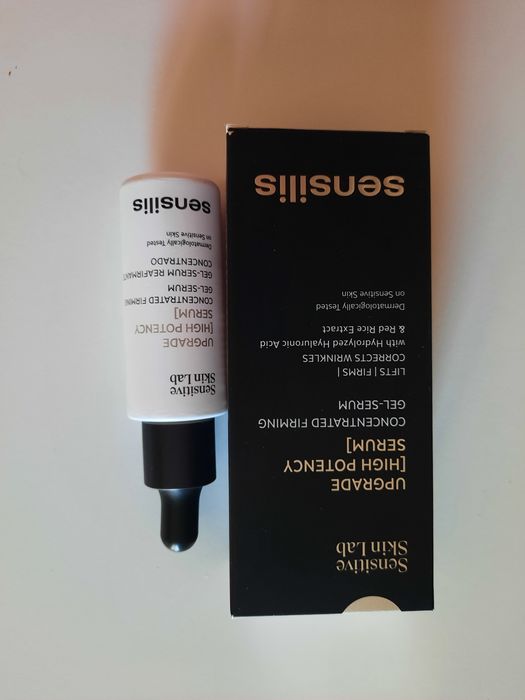 Sensitive
Skin Lab
UPGRADE
[HIGH POTENCY
SERUM]
CONCENTRATED FIRMING
GEL-SERUM
GEL-SERUM REAFIRMANTE
CONCENTRADO
Dermatologically Tested
on Sensitive Skin
sensilis
Sensitive
Skin Lab
UPGRADE
[HIGH POTENCY
SERUM]
CONCENTRATED FIRMING
GEL-SERUM
LIFTS | FIRMS |
CORRECTS WRINKLES
with Hydrolyzed Hyaluronic Acid
& Red Rice Extract
Dermatologically Tested
on Sensitive Skin
sensilis